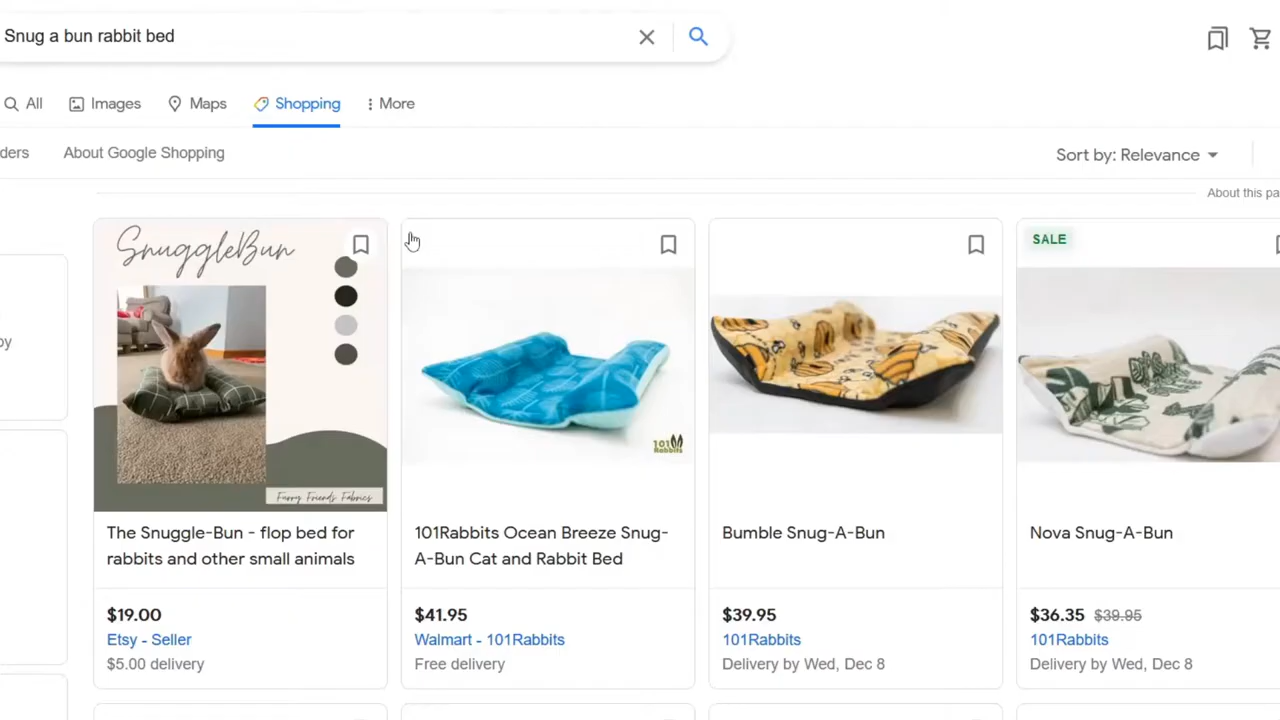 Snug a bun rabbit bed
All Images Maps Shopping More
ders About Google Shopping
Sort by: Relevance
About this pa
by
SnuggleBun
Furry Friends Fabrics
The Snuggle-Bun - flop bed for
rabbits and other small animals
$19.00
Etsy - Seller
$5.00 delivery
101
Rabbits
101Rabbits Ocean Breeze Snug-
A-Bun Cat and Rabbit Bed
$41.95
Walmart - 101Rabbits
Free delivery
Bumble Snug-A-Bun
$39.95
101Rabbits
Delivery by Wed, Dec 8
SALE
Nova Snug-A-Bun
$36.35 $39.95
101Rabbits
Delivery by Wed, Dec 8